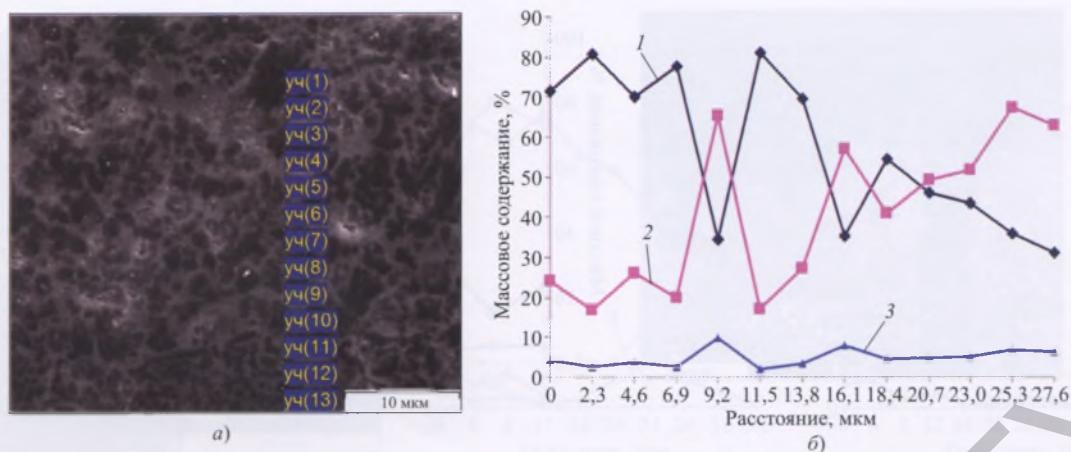 уч(1)
уч(2)
уч(3)
уч(4)
уч(5)
уч(6)
уч(7)
уч(8)
уч(9)
уч(10)
уч(11)
уч(12)
уч(13)
10 мкм
а)
Массовое содержание, %
90
80
70
60
50
40
30
20
10
0
1
2
3
0 2,3 4,6 6,9 9,2 11,5 13,8 16,1 18,4 20,7 23,0 25,3 27,6
Расстояние, мкм
б)